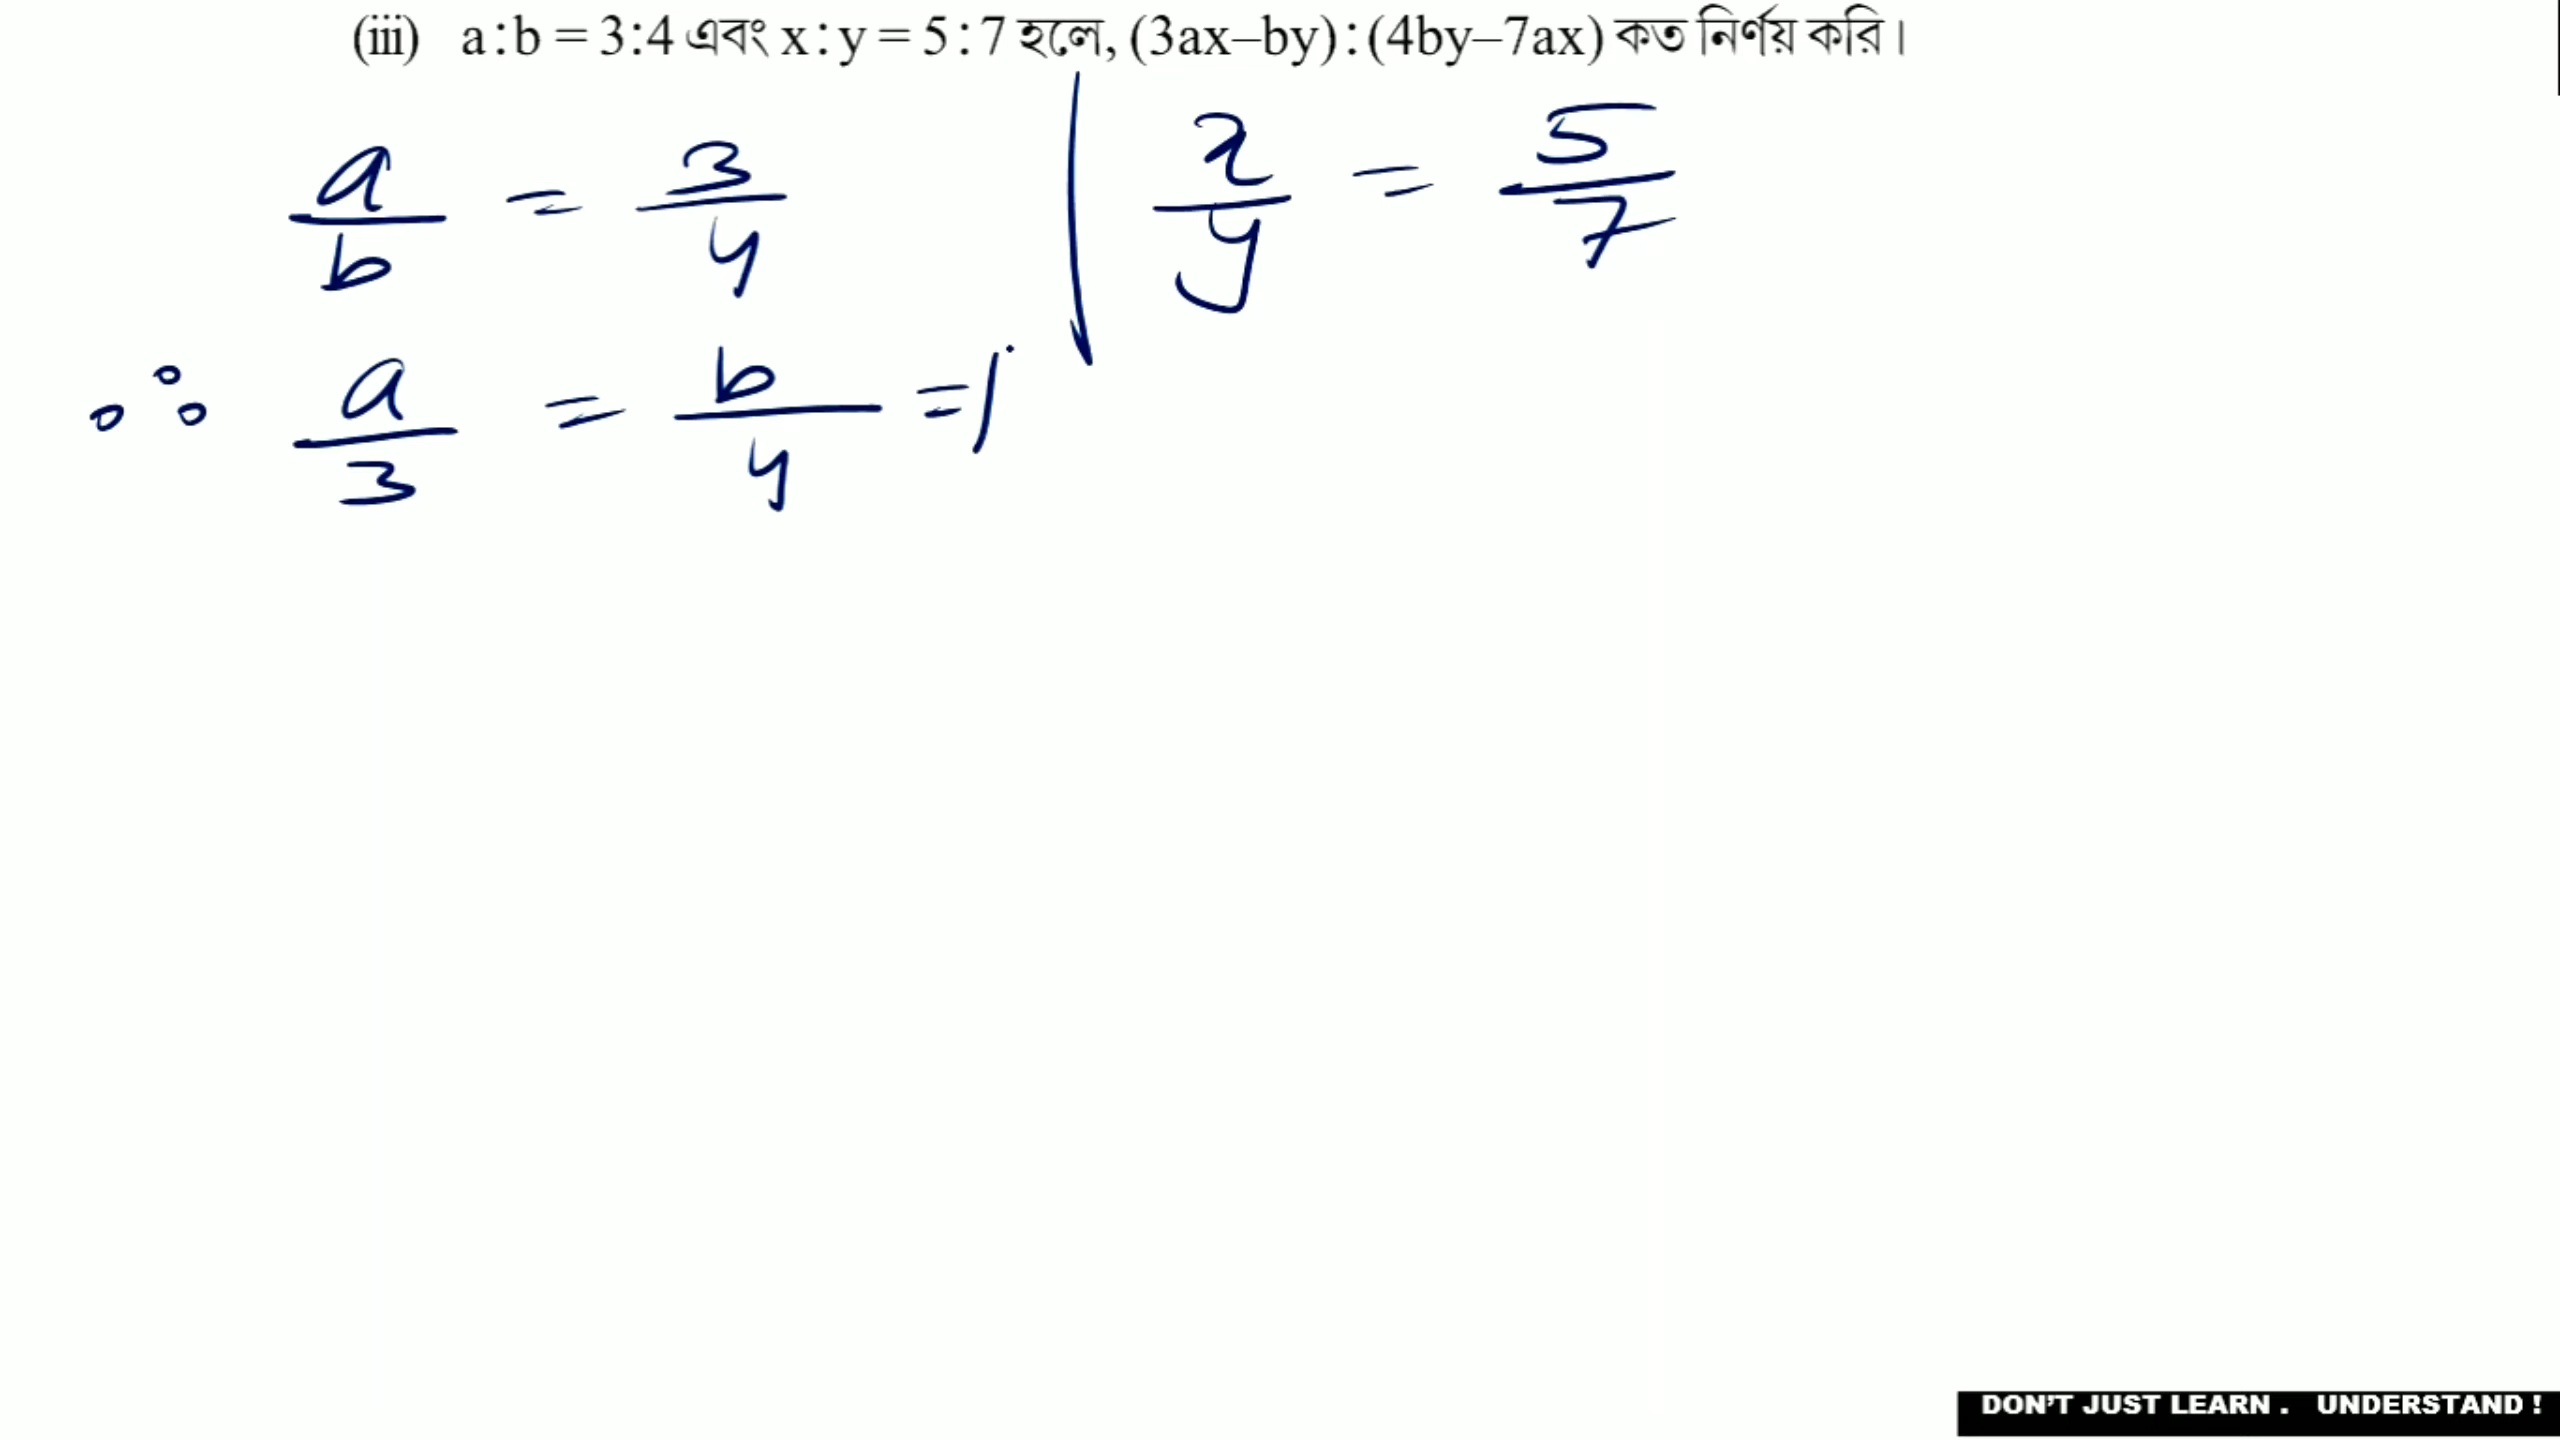 (iii) a:b = 3:4 এবং x:y = 5:7 হলে, (3ax–by):(4by–7ax) কত নির্ণয় করি।
a/b = 3/4 | x/y = 5/7
∴ a/3 = b/4 =
DON'T JUST LEARN . UNDERSTAND !